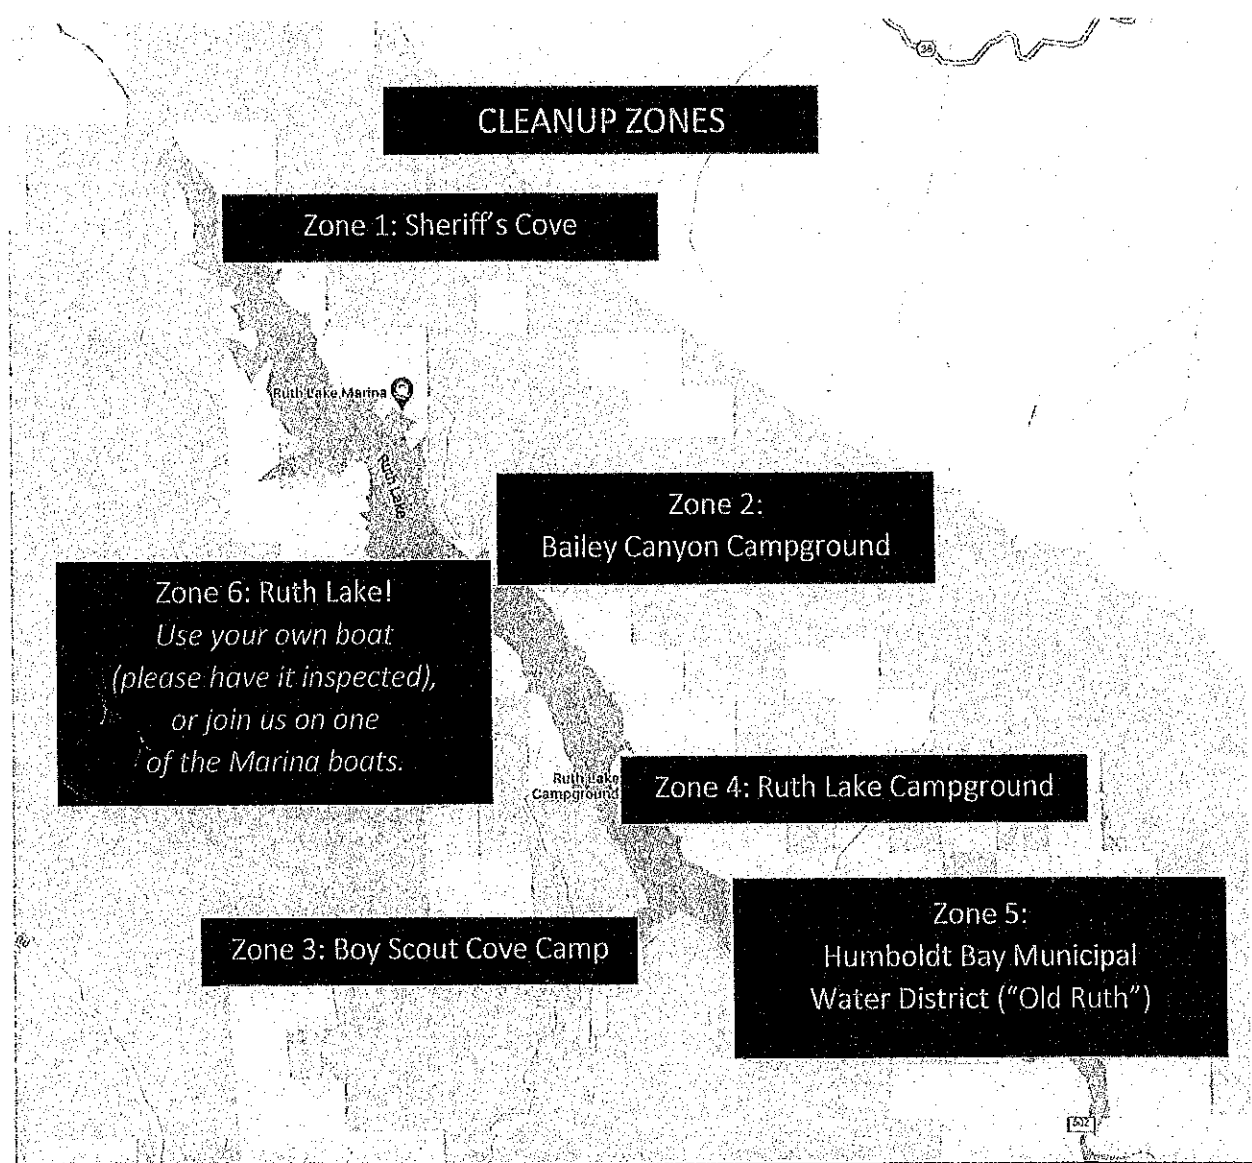 36
CLEANUP ZONES
Zone 1: Sheriff's Cove
Ruth Lake Marina
Ruth Lake
Zone 2:
Bailey Canyon Campground
Zone 6: Ruth Lake!
Use your own boat
(please have it inspected),
or join us on one
of the Marina boats.
Ruth Lake
Campground
Zone 4: Ruth Lake Campground
Zone 5:
Humboldt Bay Municipal
Water District ("Old Ruth")
Zone 3: Boy Scout Cove Camp